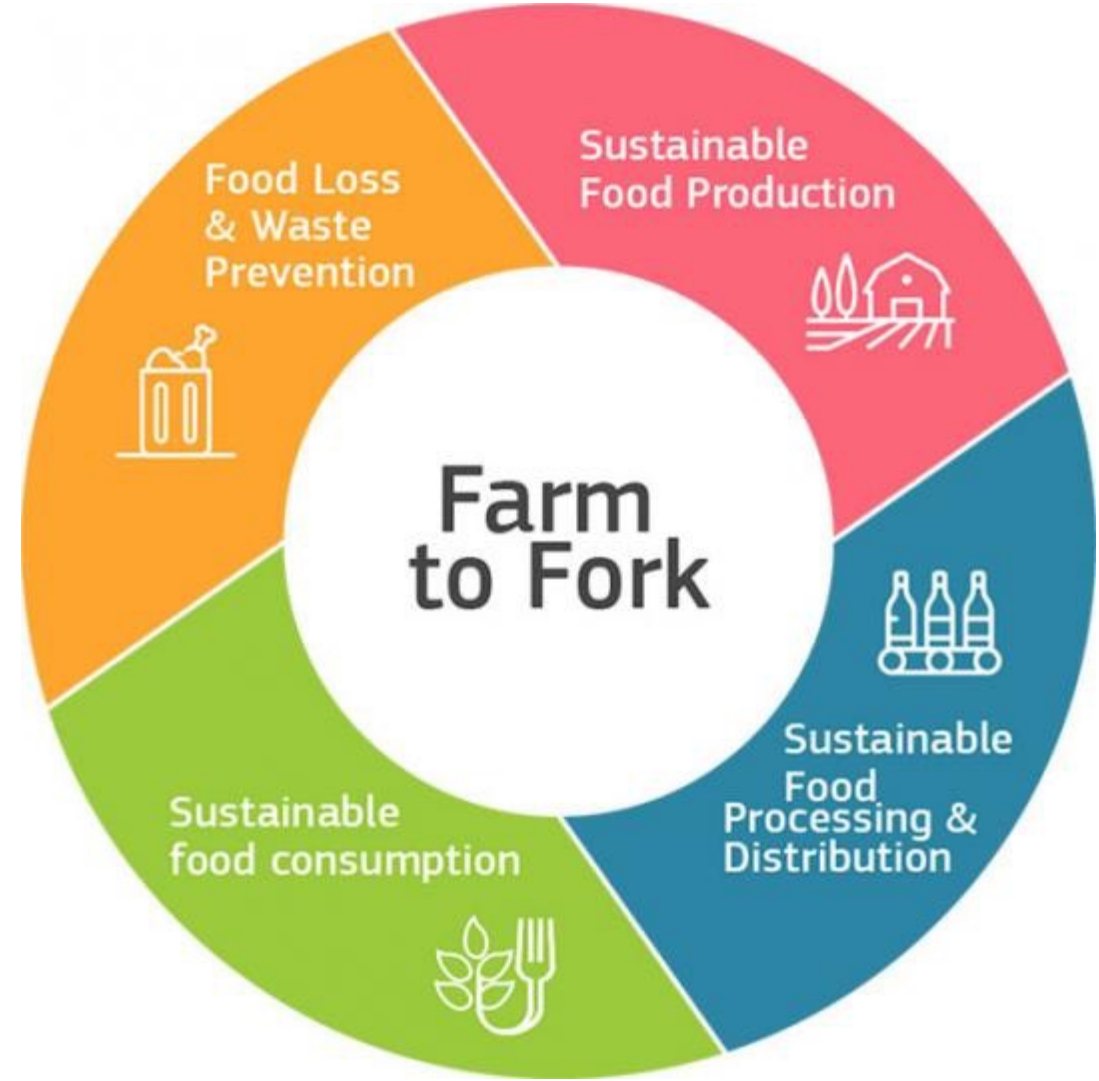 Sustainable
Food Production
Food Loss
& Waste
Prevention
Farm
to Fork
Sustainable
Food
Processing &
Distribution
Sustainable
food consumption